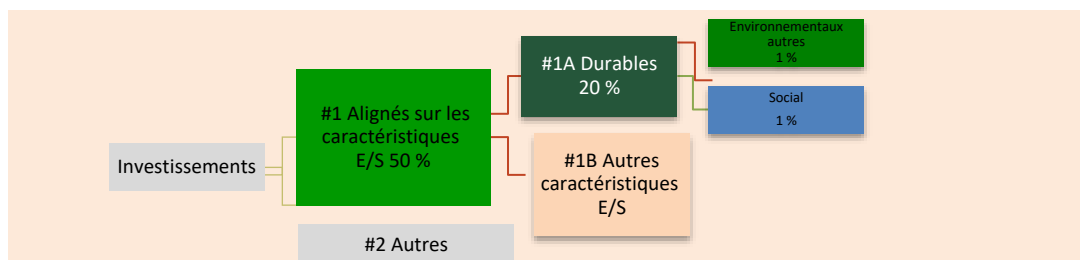 Investissements
#1 Alignés sur les
caractéristiques
E/S 50 %
#2 Autres
#1A Durables
20 %
#1B Autres
caractéristiques
E/S
Environnementaux
autres
1 %
Social
1 %